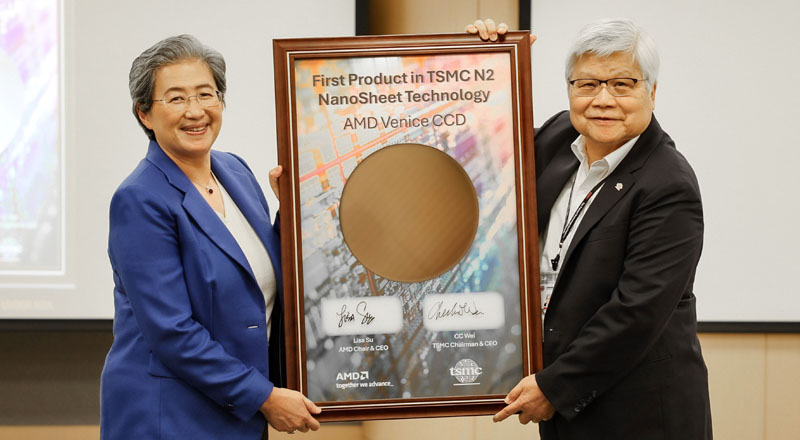 First Product in TSMC N2
NanoSheet Technology
AMD Venice CCD
Lisa Su
AMD Chair & CEO
CC Wei
TSMC Chairman & CEO
AMD
together we advance_
tsmc